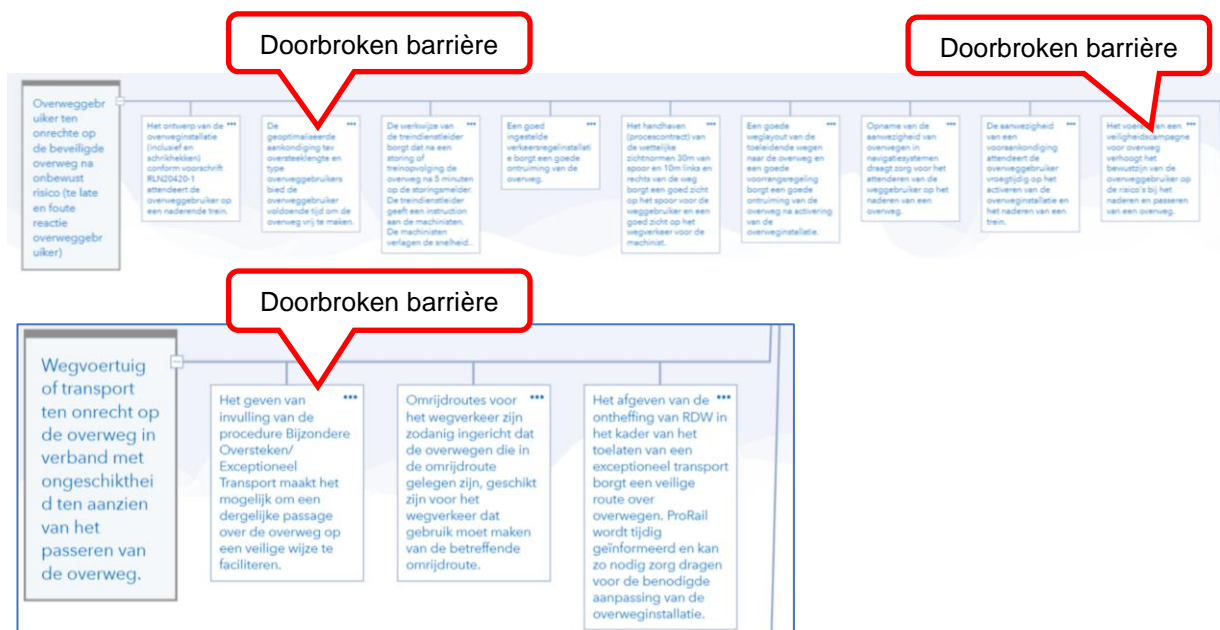 Doorbroken barrière
Doorbroken barrière
Overweggebr
uiker ten
onrechte op
de beveiligde
overweg na
onbewust
risico (te late
en foute
reactie
overweggebr
uiker)
Het ontwerp van de
overweginstallatie
(inclusief en
schrikhekken)
conform voorschrift
RLN20420-1
attendeert de
overweggebruiker op
een naderende trein.
De
geoptimaliseerde
aankondiging tav
oversteeklengte en
type
overweggebruikers
bied de
overweggebruiker
voldoende tijd om de
overweg vrij te maken.
De werkwijze van
de treindienstleider
borgt dat na een
storing of
treinopvolging de
overweg na 5 minuten
op de storingsmelder.
De treindienstleider
geeft een instruction
aan de machinisten.
De machinisten
verlagen de snelheid..
Een goed
ingestelde
verkeersregelinstallati
e borgt een goede
ontruiming van de
overweg.
Het handhaven
(procescontract) van
de wettelijke
zichtnormen 30m van
spoor en 10m links en
rechts van de weg
borgt een goed zicht
op het spoor voor de
weggebruiker en een
goed zicht op het
wegverkeer voor de
machinist.
Een goede
weglayout van de
toeleidende wegen
naar de overweg en
een goede
voorrangsregeling
borgt een goede
ontruiming van de
overweg na activering
van de
overweginstallatie.
Opname van de
aanwezigheid van
overwegen in
navigatiesystemen
draagt zorg voor het
attenderen van de
weggebruiker op het
naderen van een
overweg.
De aanwezigheid
van een
vooraankondiging
attendeert de
overweggebruiker
vroegtijdig op het
activeren van de
overweginstallatie en
het naderen van een
trein.
Het voeren van een
veiligheidscampagne
voor overweg
verhoogt het
bewustzijn van de
overweggebruiker op
de risico's bij het
naderen en passeren
van een overweg.
Doorbroken barrière
Wegvoertuig
of transport
ten onrecht op
de overweg in
verband met
ongeschikthei
d ten aanzien
van het
passeren van
de overweg.
Het geven van
invulling van de
procedure Bijzondere
Oversteken/
Exceptioneel
Transport maakt het
mogelijk om een
dergelijke passage
over de overweg op
een veilige wijze te
faciliteren.
Omrijdroutes voor
het wegverkeer zijn
zodanig ingericht dat
de overwegen die in
de omrijdroute
gelegen zijn, geschikt
zijn voor het
wegverkeer dat
gebruik moet maken
van de betreffende
omrijdroute.
Het afgeven van de
ontheffing van RDW in
het kader van het
toelaten van een
exceptioneel transport
borgt een veilige
route over
overwegen. ProRail
wordt tijdig
geïnformeerd en kan
zo nodig zorg dragen
voor de benodigde
aanpassing van de
overweginstallatie.